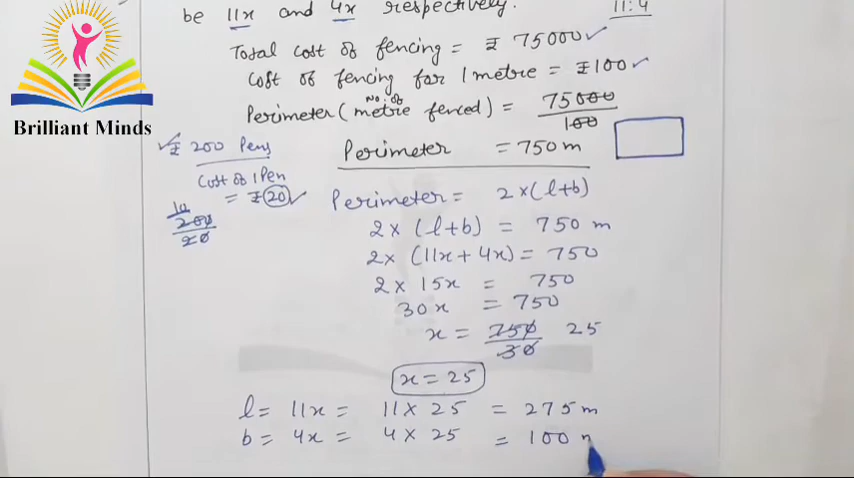 be 11x and 4x respectively.
11:4
Total cost of fencing = ₹ 75000
Cost of fencing for 1 metre = ₹100
Perimeter (No. of metre fenced) = 75000/100
Perimeter = 750 m
Brilliant Minds
₹ 200 Pens
Cost of 1 Pen
= ₹ 20
10
200/20
Perimeter = 2 × (l+b)
2 × (l+b) = 750 m
2 × (11x + 4x) = 750
2 × 15x = 750
30x = 750
x = 750/30 25
x = 25
l = 11x = 11 × 25 = 275 m
b = 4x = 4 × 25 = 100